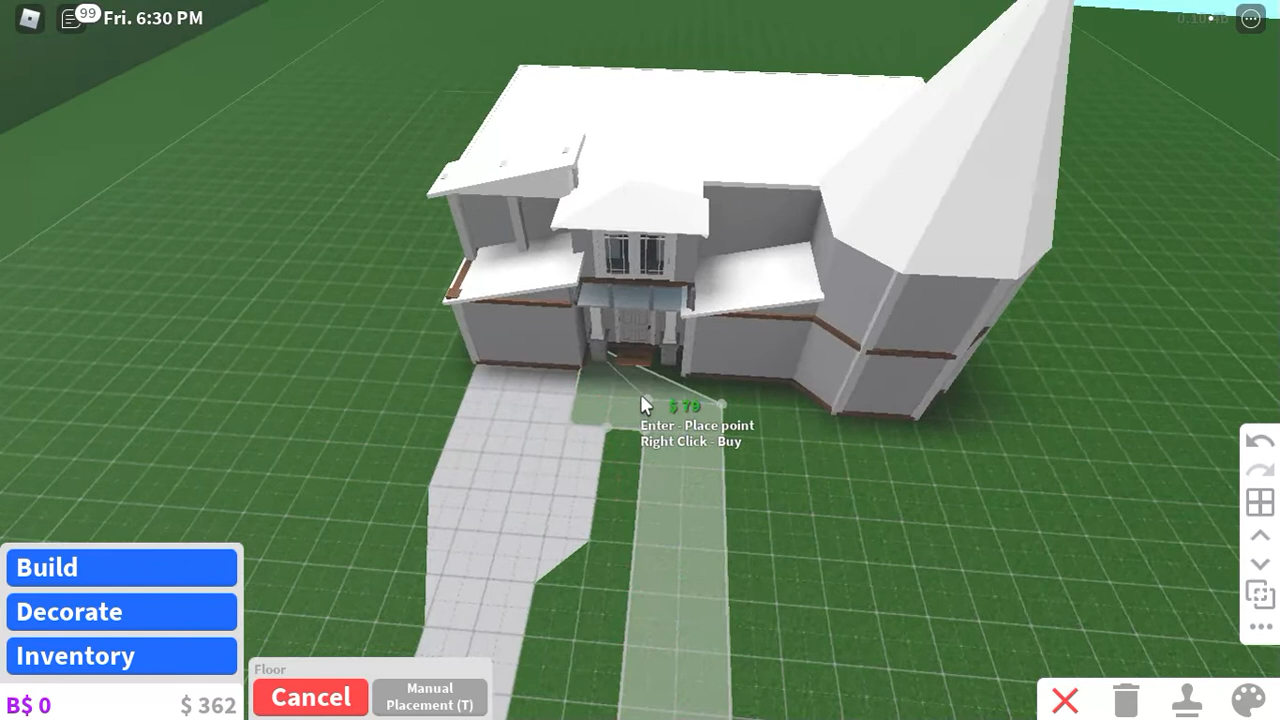 99
Fri. 6:30 PM
$ 79
Enter - Place point
Right Click - Buy
Build
Decorate
Inventory
B$ 0
$ 362
Floor
Cancel
Manual
Placement (T)